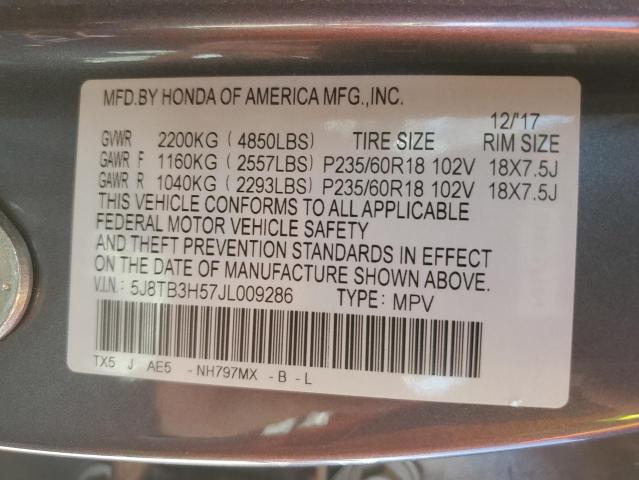 MFD.BY HONDA OF AMERICA MFG.,INC.
12/'17
GVWR 2200KG ( 4850LBS) TIRE SIZE RIM SIZE
GAWR F 1160KG ( 2557LBS) P235/60R18 102V 18X7.5J
GAWR R 1040KG ( 2293LBS) P235/60R18 102V 18X7.5J
THIS VEHICLE CONFORMS TO ALL APPLICABLE
FEDERAL MOTOR VEHICLE SAFETY
AND THEFT PREVENTION STANDARDS IN EFFECT
ON THE DATE OF MANUFACTURE SHOWN ABOVE.
V.I.N.: 5J8TB3H57JL009286 TYPE: MPV
TX5 J AE5 -NH797MX -B -L